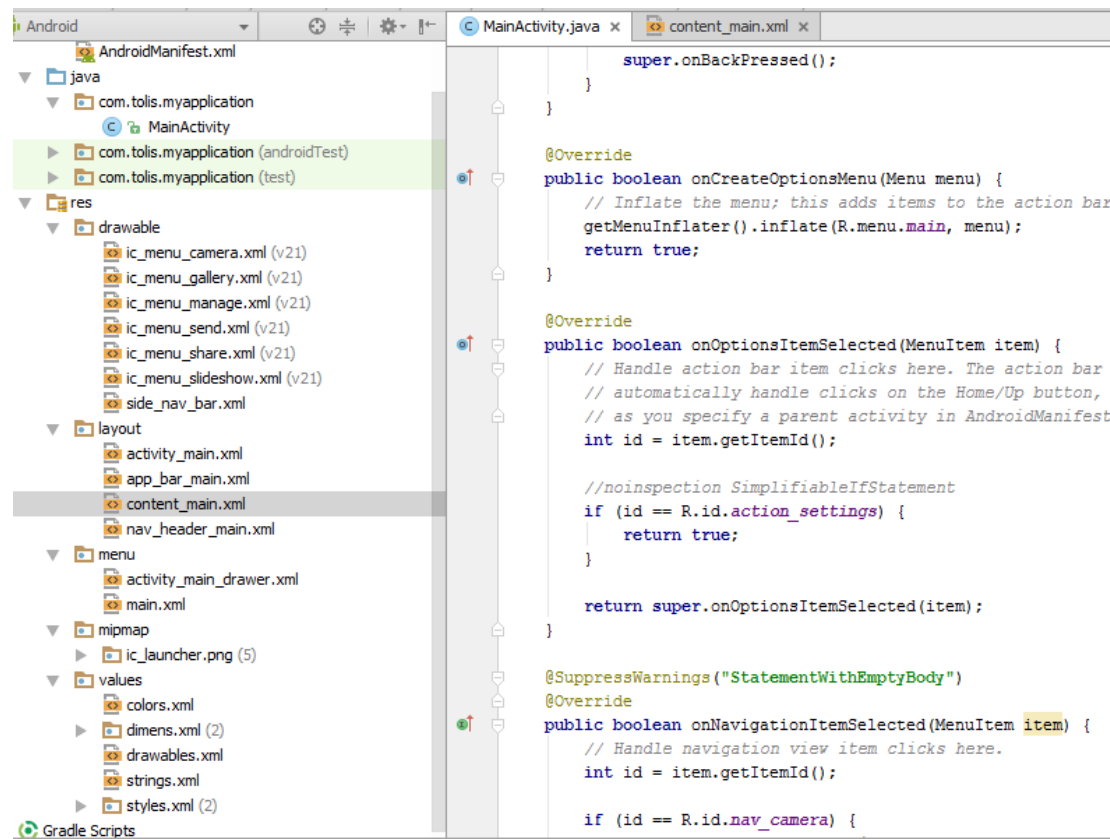 Android
AndroidManifest.xml
java
com.tolis.myapplication
MainActivity
com.tolis.myapplication (androidTest)
com.tolis.myapplication (test)
res
drawable
ic_menu_camera.xml (v21)
ic_menu_gallery.xml (v21)
ic_menu_manage.xml (v21)
ic_menu_send.xml (v21)
ic_menu_share.xml (v21)
ic_menu_slideshow.xml (v21)
side_nav_bar.xml
layout
activity_main.xml
app_bar_main.xml
content_main.xml
nav_header_main.xml
menu
activity_main_drawer.xml
main.xml
mipmap
ic_launcher.png (5)
values
colors.xml
dimens.xml (2)
drawables.xml
strings.xml
styles.xml (2)
Gradle Scripts
MainActivity.java content_main.xml
super.onBackPressed();
}
}
@Override
public boolean onCreateOptionsMenu(Menu menu) {
// Inflate the menu; this adds items to the action bar
getMenuInflater().inflate(R.menu.main, menu);
return true;
}
@Override
public boolean onOptionsItemSelected(MenuItem item) {
// Handle action bar item clicks here. The action bar
// automatically handle clicks on the Home/Up button,
// as you specify a parent activity in AndroidManifest
int id = item.getItemId();
//noinspection SimplifiableIfStatement
if (id == R.id.action_settings) {
return true;
}
return super.onOptionsItemSelected(item);
}
@SuppressWarnings("StatementWithEmptyBody")
@Override
public boolean onNavigationItemSelected(MenuItem item) {
// Handle navigation view item clicks here.
int id = item.getItemId();
if (id == R.id.nav_camera) {